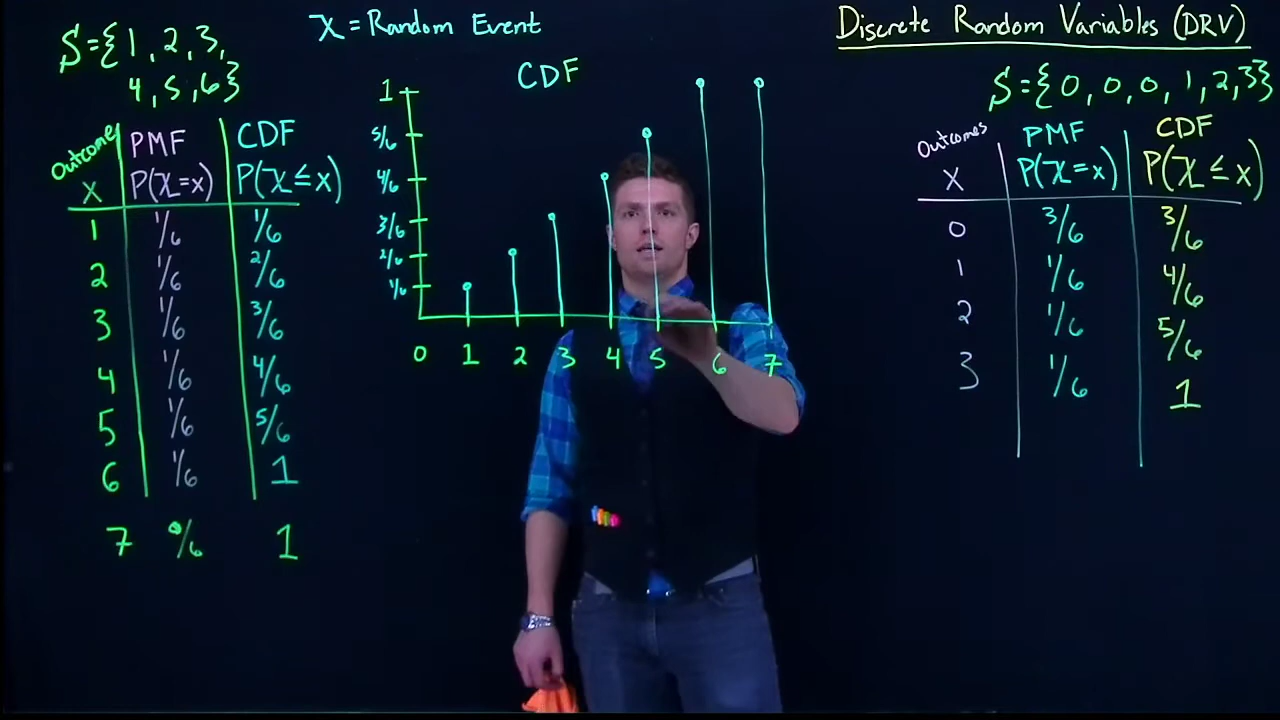 S={1, 2, 3,
4, 5, 6}
Outcomes x | PMF P(X=x) | CDF P(X≤x)
1 1/6 1/6
2 1/6 2/6
3 1/6 3/6
4 1/6 4/6
5 1/6 5/6
6 1/6 1
7 0/6 1
X = Random Event
CDF
1
5/6
4/6
3/6
2/6
1/6
0 1 2 3 4 5 6 7
Discrete Random Variables (DRV)
S={0, 0, 0, 1, 2, 3}
Outcomes x | PMF P(X=x) | CDF P(X≤x)
0 3/6 3/6
1 1/6 4/6
2 1/6 5/6
3 1/6 1